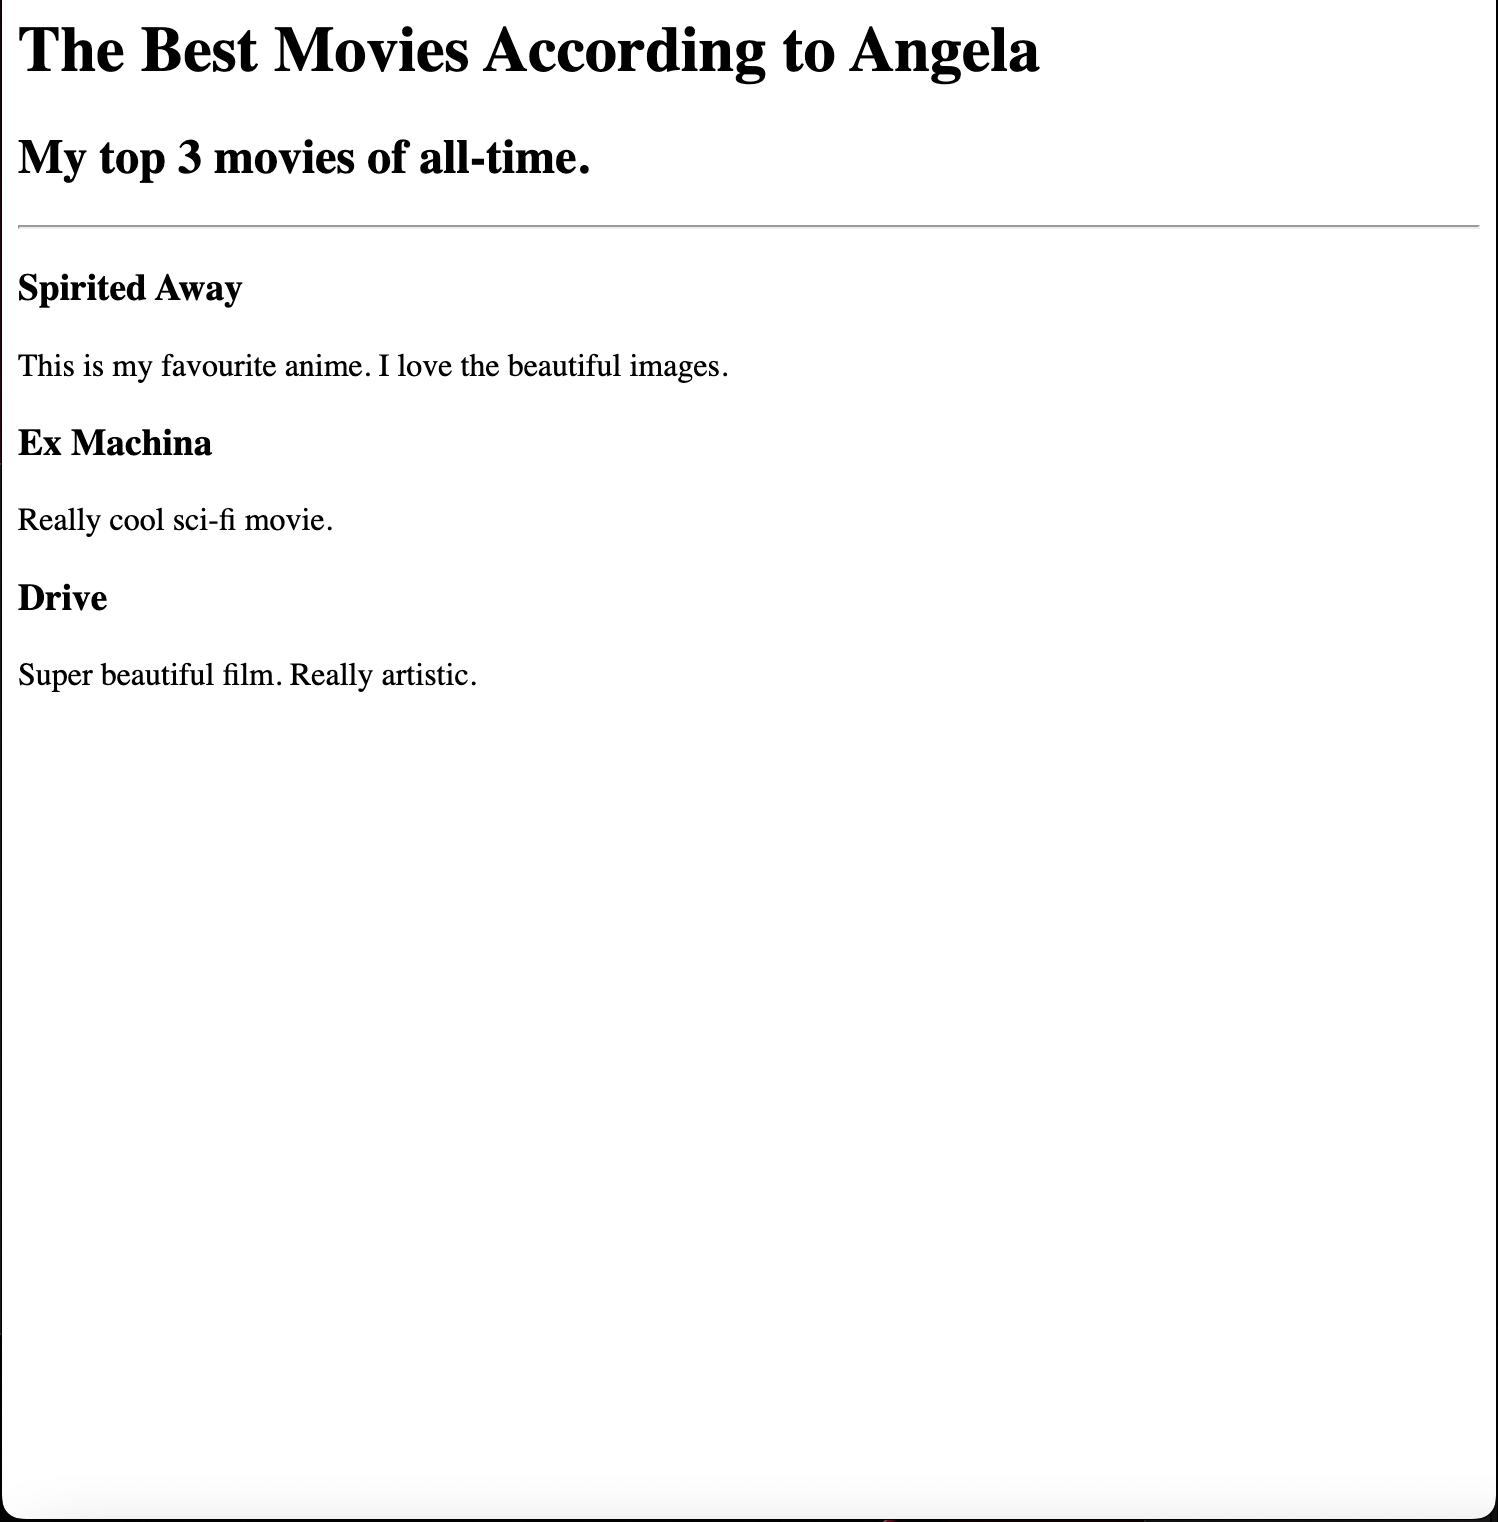 The Best Movies According to Angela
My top 3 movies of all-time.
Spirited Away
This is my favourite anime. I love the beautiful images.
Ex Machina
Really cool sci-fi movie.
Drive
Super beautiful film. Really artistic.